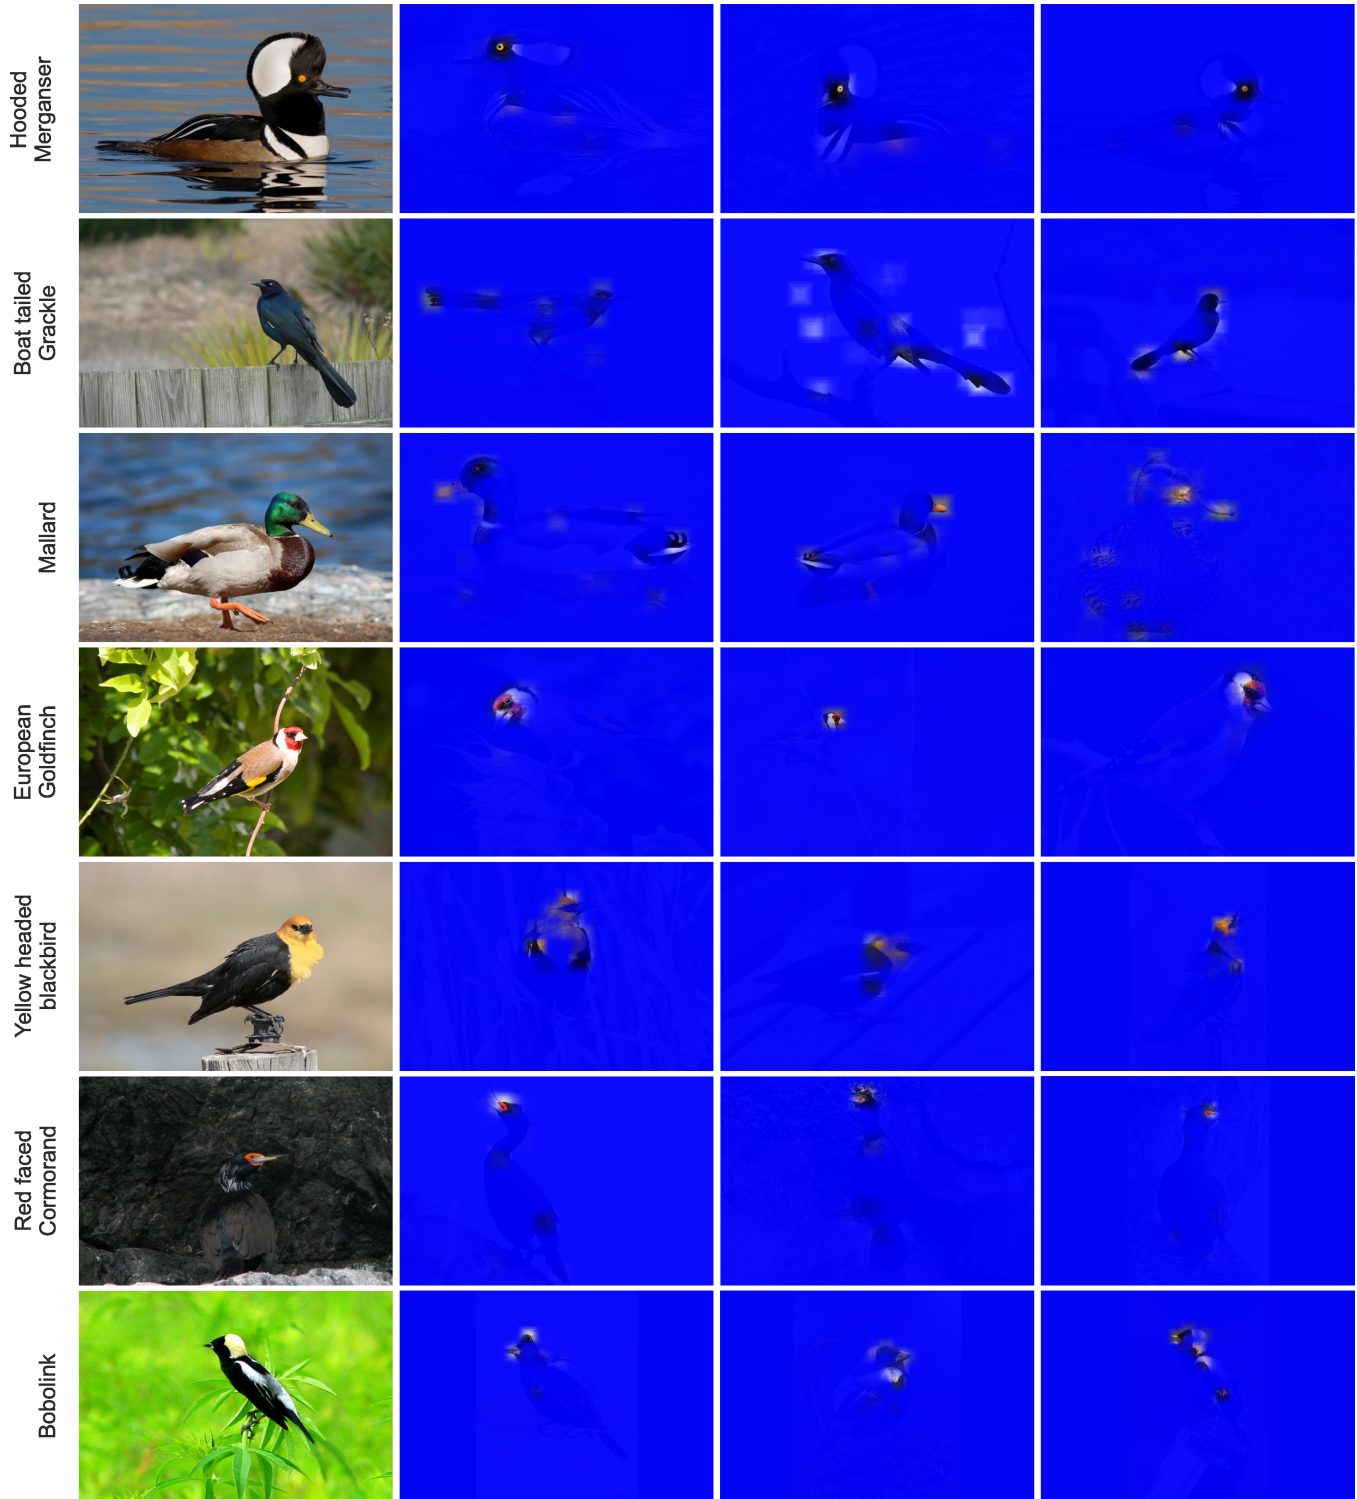 Hooded
Merganser
Boat tailed
Grackle
Mallard
European
Goldfinch
Yellow headed
blackbird
Red faced
Cormorand
Bobolink